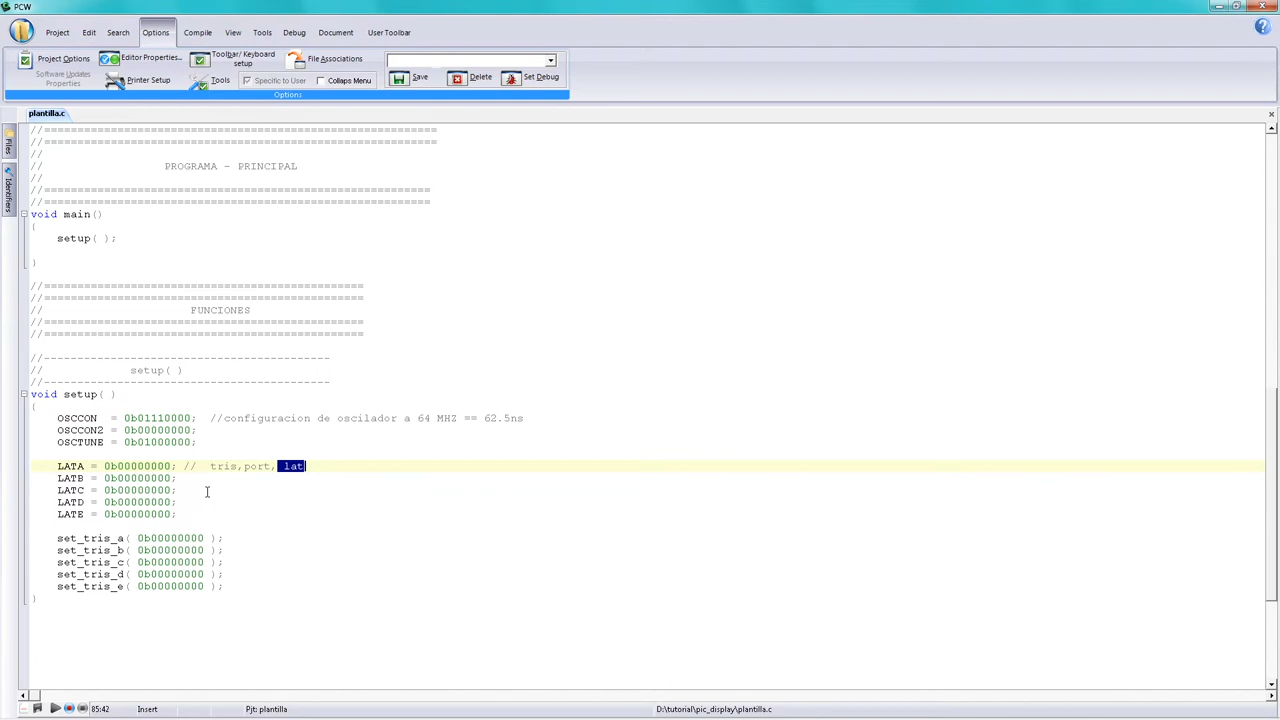 PCW
Project Edit Search Options Compile View Tools Debug Document User Toolbar
Project Options Editor Properties... Toolbar/ Keyboard setup File Associations
Software Updates Properties Printer Setup Tools Specific to User Collaps Menu Save Delete Set Debug
Options
plantilla.c
Files
Identifiers
//===========================================================
//===========================================================
//
// PROGRAMA - PRINCIPAL
//
//==========================================================
//==========================================================
void main()
{
setup( );
}
//================================================
//================================================
// FUNCIONES
//================================================
//================================================
//-------------------------------------------
// setup( )
//-------------------------------------------
void setup( )
{
OSCCON = 0b01110000; //configuracion de oscilador a 64 MHZ == 62.5ns
OSCCON2 = 0b00000000;
OSCTUNE = 0b01000000;
LATA = 0b00000000; // tris,port, lat
LATB = 0b00000000;
LATC = 0b00000000;
LATD = 0b00000000;
LATE = 0b00000000;
set_tris_a( 0b00000000 );
set_tris_b( 0b00000000 );
set_tris_c( 0b00000000 );
set_tris_d( 0b00000000 );
set_tris_e( 0b00000000 );
}
85:42 Insert Pjt: plantilla D:\tutorial\pic_display\plantilla.c